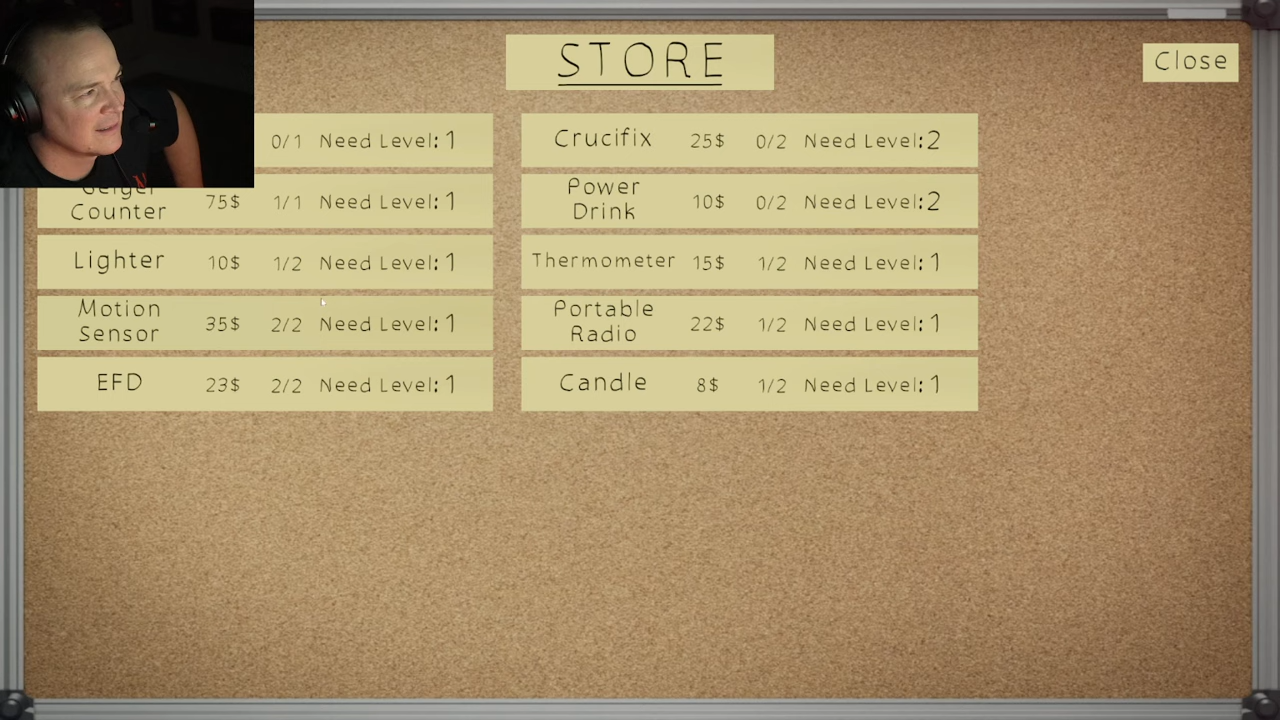 STORE
Close
0/1 Need Level: 1
Geiger Counter 75$ 1/1 Need Level: 1
Lighter 10$ 1/2 Need Level: 1
Motion Sensor 35$ 2/2 Need Level: 1
EFD 23$ 2/2 Need Level: 1
Crucifix 25$ 0/2 Need Level:2
Power Drink 10$ 0/2 Need Level:2
Thermometer 15$ 1/2 Need Level: 1
Portable Radio 22$ 1/2 Need Level: 1
Candle 8$ 1/2 Need Level: 1